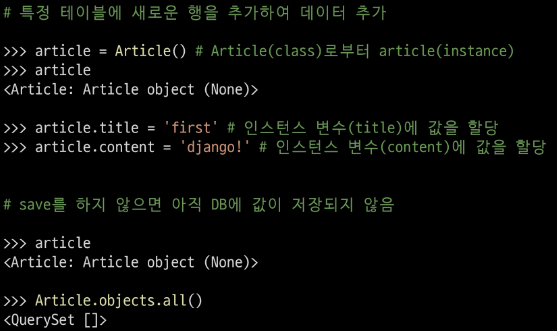 # 특정 테이블에 새로운 행을 추가하여 데이터 추가
>>> article = Article() # Article(class)로부터 article(instance)
>>> article
<Article: Article object (None)>
>>> article.title = 'first' # 인스턴스 변수(title)에 값을 할당
>>> article.content = 'django!' # 인스턴스 변수(content)에 값을 할당
# save를 하지 않으면 아직 DB에 값이 저장되지 않음
>>> article
<Article: Article object (None)>
>>> Article.objects.all()
<QuerySet []>